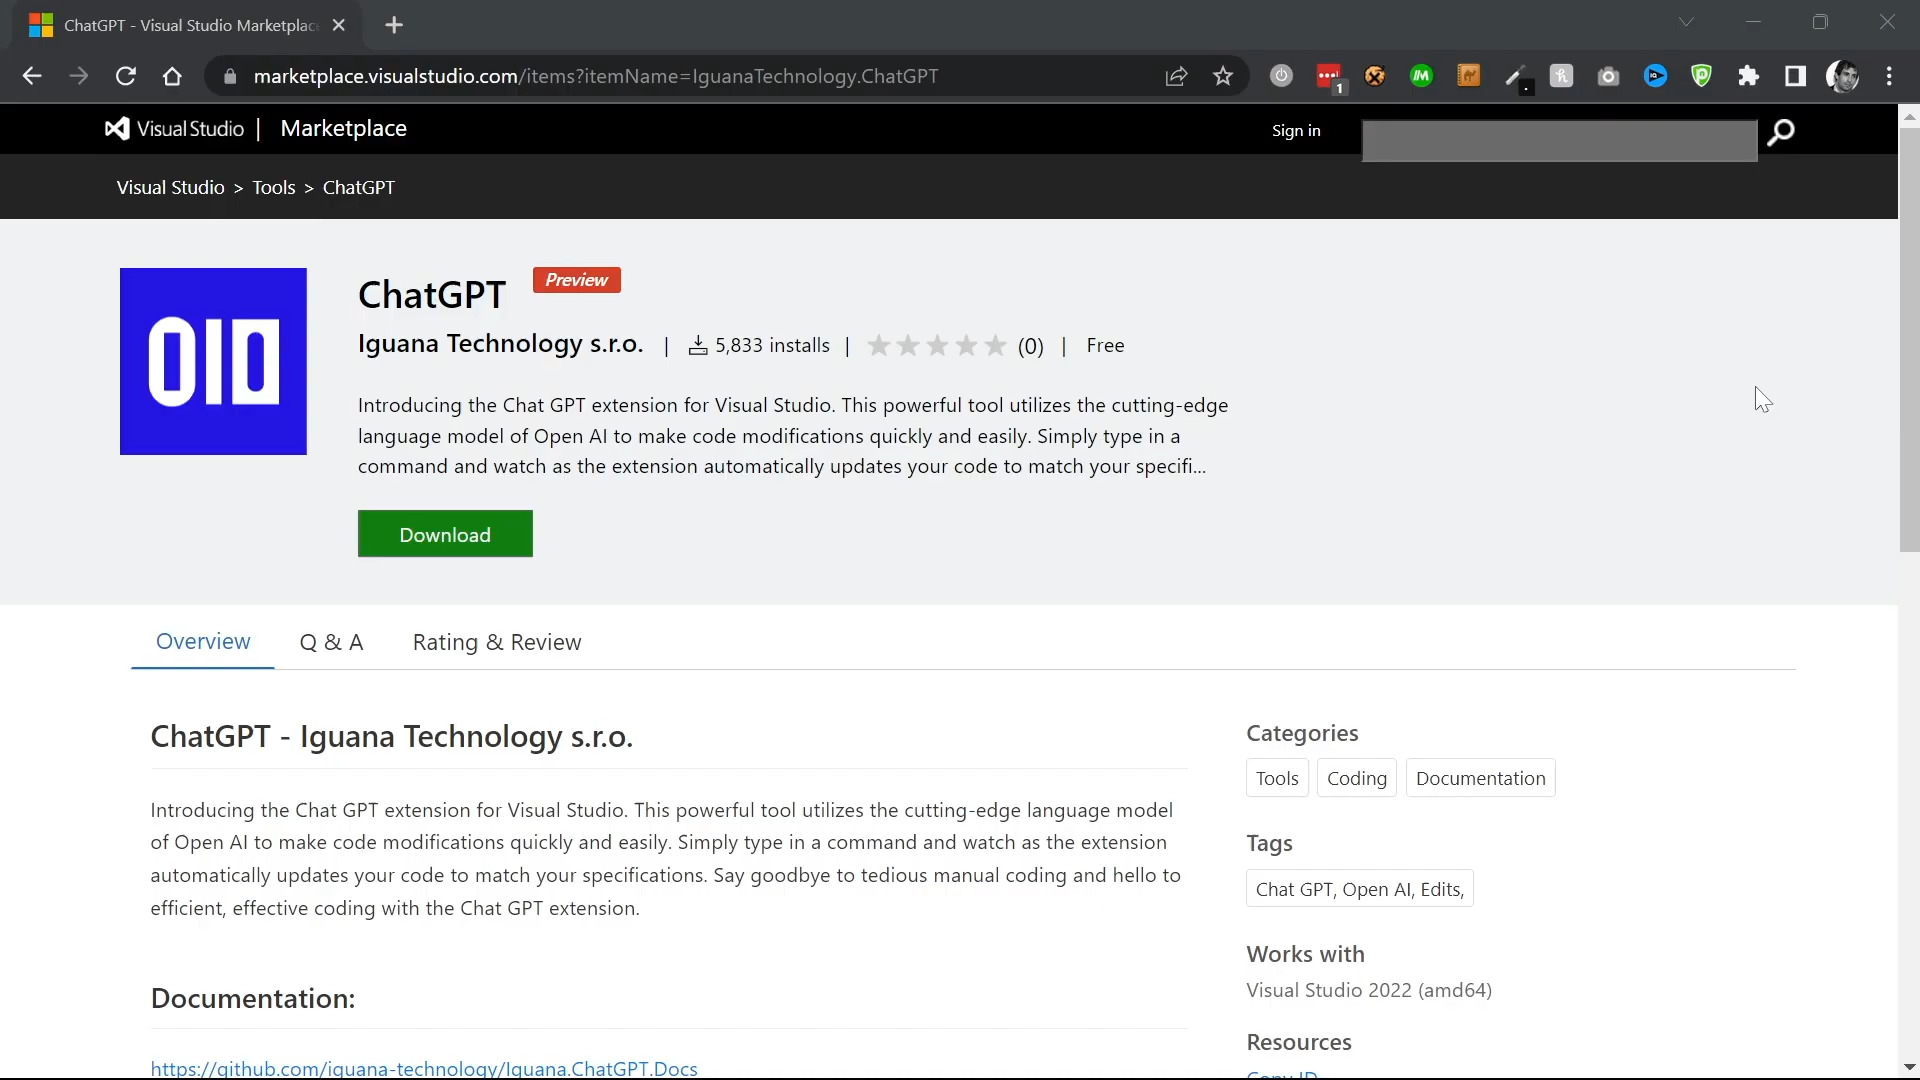 ChatGPT - Visual Studio Marketplac
marketplace.visualstudio.com/items?itemName=IguanaTechnology.ChatGPT
1
Visual Studio | Marketplace
Sign in
Visual Studio > Tools > ChatGPT
ChatGPT Preview
Iguana Technology s.r.o. | 5,833 installs | (0) | Free
Introducing the Chat GPT extension for Visual Studio. This powerful tool utilizes the cutting-edge
language model of Open AI to make code modifications quickly and easily. Simply type in a
command and watch as the extension automatically updates your code to match your specifi...
Download
Overview Q & A Rating & Review
ChatGPT - Iguana Technology s.r.o.
Introducing the Chat GPT extension for Visual Studio. This powerful tool utilizes the cutting-edge language model
of Open AI to make code modifications quickly and easily. Simply type in a command and watch as the extension
automatically updates your code to match your specifications. Say goodbye to tedious manual coding and hello to
efficient, effective coding with the Chat GPT extension.
Documentation:
https://github.com/iguana-technology/Iguana.ChatGPT.Docs
Categories
Tools Coding Documentation
Tags
Chat GPT, Open AI, Edits,
Works with
Visual Studio 2022 (amd64)
Resources
Copy ID